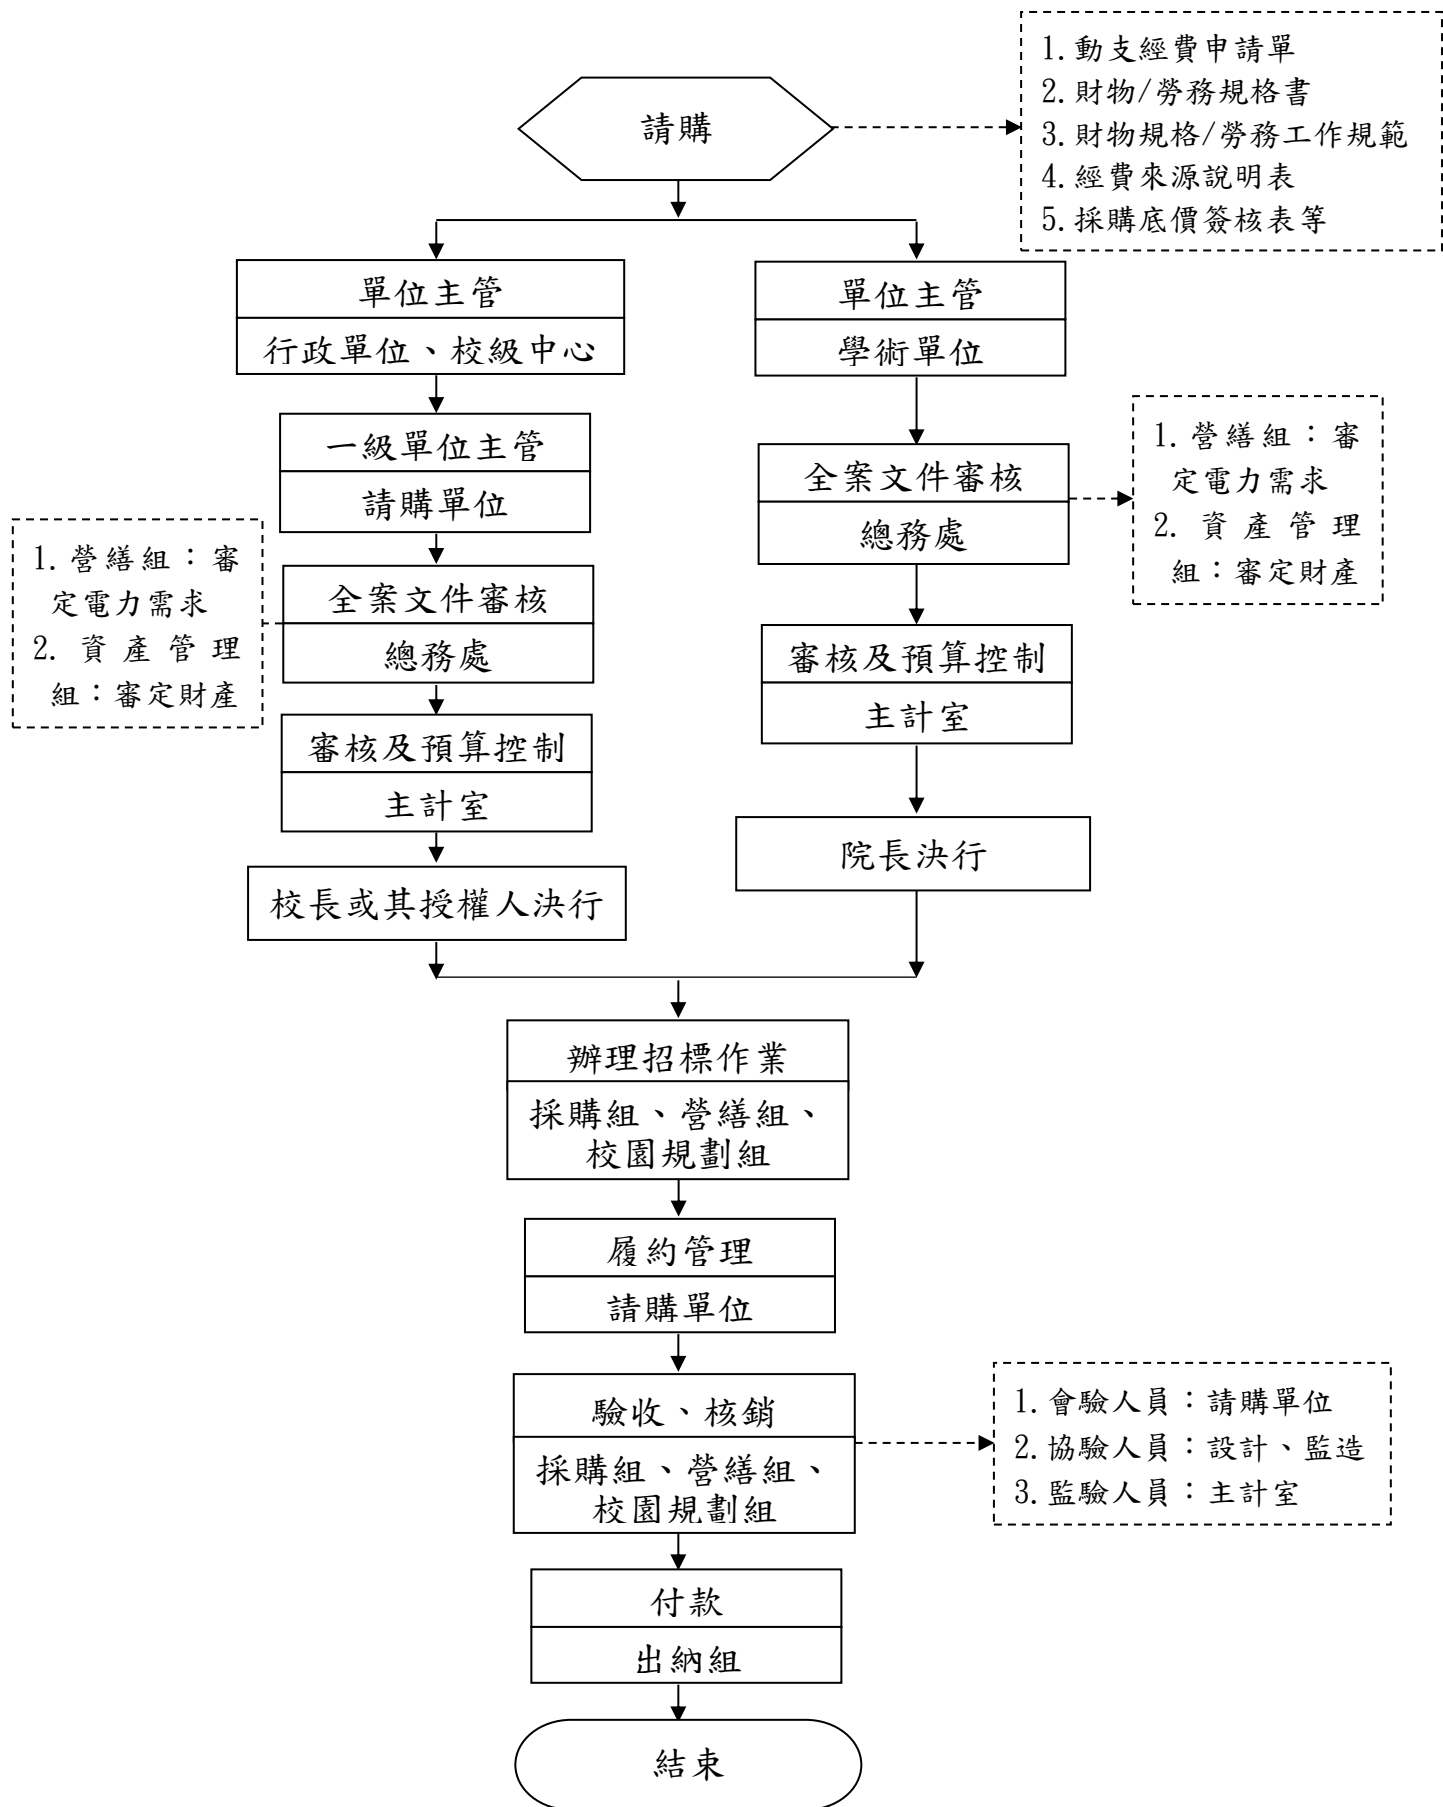 請購
1.動支經費申請單
2.財物/勞務規格書
3.財物規格/勞務工作規範
4.經費來源說明表
5.採購底價簽核表等
單位主管
行政單位、校級中心
單位主管
學術單位
一級單位主管
請購單位
全案文件審核
總務處
1.營繕組：審
定電力需求
2.資產管理
組：審定財產
1.營繕組：審
定電力需求
2.資產管理
組：審定財產
全案文件審核
總務處
審核及預算控制
主計室
審核及預算控制
主計室
校長或其授權人決行
院長決行
辦理招標作業
採購組、營繕組、
校園規劃組
履約管理
請購單位
驗收、核銷
採購組、營繕組、
校園規劃組
1.會驗人員：請購單位
2.協驗人員：設計、監造
3.監驗人員：主計室
付款
出納組
結束